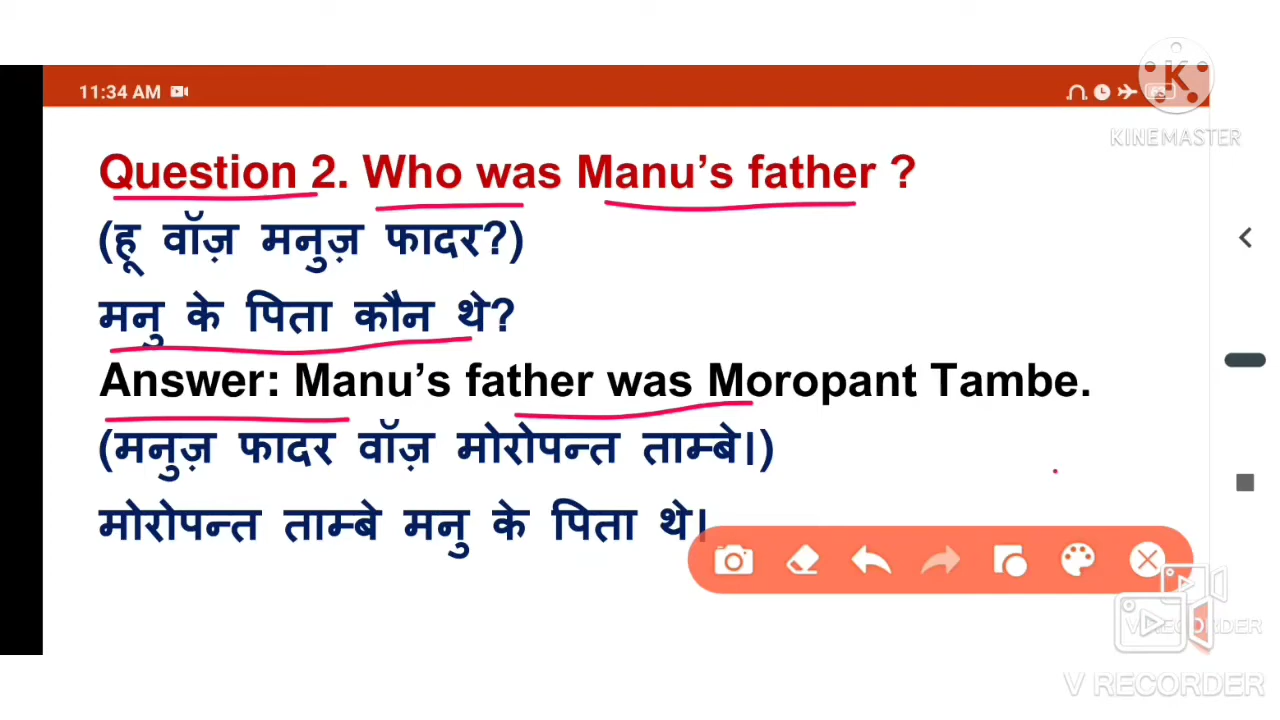 11:34 AM
K
KINEMASTER
Question 2. Who was Manu’s father ?
(हू वॉज़ मनुज़ फादर?)
मनु के पिता कौन थे?
Answer: Manu’s father was Moropant Tambe.
(मनुज़ फादर वॉज़ मोरोपन्त ताम्बे।)
मोरोपन्त ताम्बे मनु के पिता थे।
V RECORDER
V RECORDER